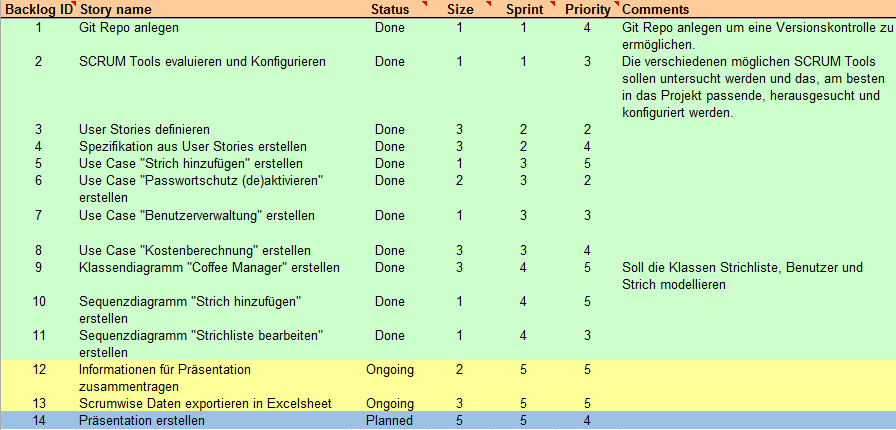 Backlog ID Story name Status Size Sprint Priority Comments
1 Git Repo anlegen Done 1 1 4 Git Repo anlegen um eine Versionskontrolle zu
ermöglichen.
2 SCRUM Tools evaluieren und Konfigurieren Done 1 1 3 Die verschiedenen möglichen SCRUM Tools
sollen untersucht werden und das, am besten
in das Projekt passende, herausgesucht und
konfiguriert werden.
3 User Stories definieren Done 3 2 2
4 Spezifikation aus User Stories erstellen Done 3 2 4
5 Use Case "Strich hinzufügen" erstellen Done 1 3 5
6 Use Case "Passwortschutz (de)aktivieren" Done 2 3 2
erstellen
7 Use Case "Benutzerverwaltung" erstellen Done 1 3 3
8 Use Case "Kostenberechnung" erstellen Done 3 3 4
9 Klassendiagramm "Coffee Manager" erstellen Done 3 4 5 Soll die Klassen Strichliste, Benutzer und
Strich modellieren
10 Sequenzdiagramm "Strich hinzufügen" Done 1 4 5
erstellen
11 Sequenzdiagramm "Strichliste bearbeiten" Done 1 4 3
erstellen
12 Informationen für Präsentation Ongoing 2 5 5
zusammentragen
13 Scrumwise Daten exportieren in Excelsheet Ongoing 3 5 5
14 Präsentation erstellen Planned 5 5 4